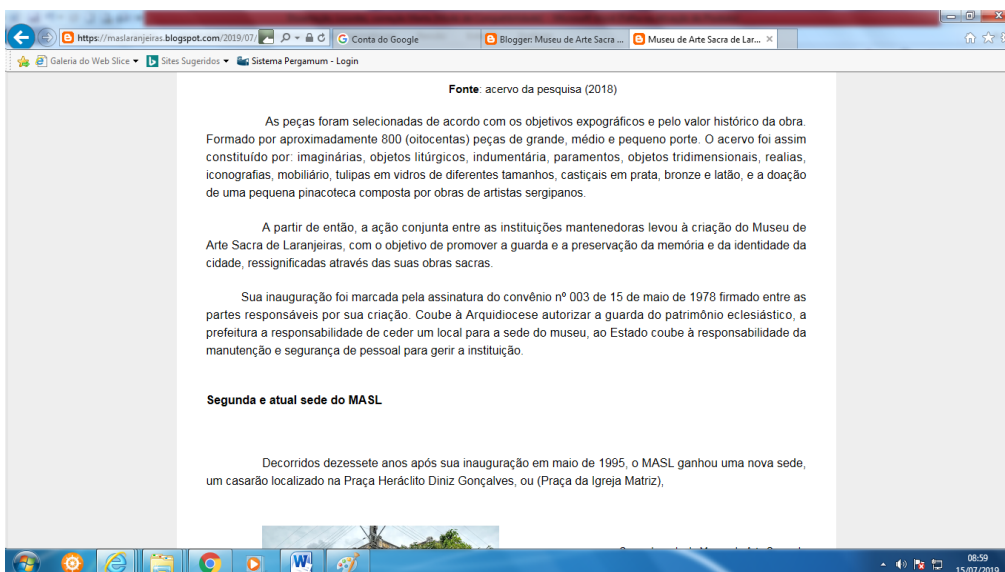 https://maslaranjeiras.blogspot.com/2019/07/
Conta do Google
Blogger: Museu de Arte Sacra ...
Museu de Arte Sacra de Lar...
Galeria do Web Slice
Sites Sugeridos
Sistema Pergamum - Login
Fonte: acervo da pesquisa (2018)
As peças foram selecionadas de acordo com os objetivos expográficos e pelo valor histórico da obra.
Formado por aproximadamente 800 (oitocentas) peças de grande, médio e pequeno porte. O acervo foi assim
constituído por: imaginárias, objetos litúrgicos, indumentária, paramentos, objetos tridimensionais, realias,
iconografias, mobiliário, tulipas em vidros de diferentes tamanhos, castiçais em prata, bronze e latão, e a doação
de uma pequena pinacoteca composta por obras de artistas sergipanos.
A partir de então, a ação conjunta entre as instituições mantenedoras levou à criação do Museu de
Arte Sacra de Laranjeiras, com o objetivo de promover a guarda e a preservação da memória e da identidade da
cidade, ressignificadas através das suas obras sacras.
Sua inauguração foi marcada pela assinatura do convênio nº 003 de 15 de maio de 1978 firmado entre as
partes responsáveis por sua criação. Coube à Arquidiocese autorizar a guarda do patrimônio eclesiástico, a
prefeitura a responsabilidade de ceder um local para a sede do museu, ao Estado coube à responsabilidade da
manutenção e segurança de pessoal para gerir a instituição.
Segunda e atual sede do MASL
Decorridos dezessete anos após sua inauguração em maio de 1995, o MASL ganhou uma nova sede,
um casarão localizado na Praça Heráclito Diniz Gonçalves, ou (Praça da Igreja Matriz),
08:59
15/07/2019